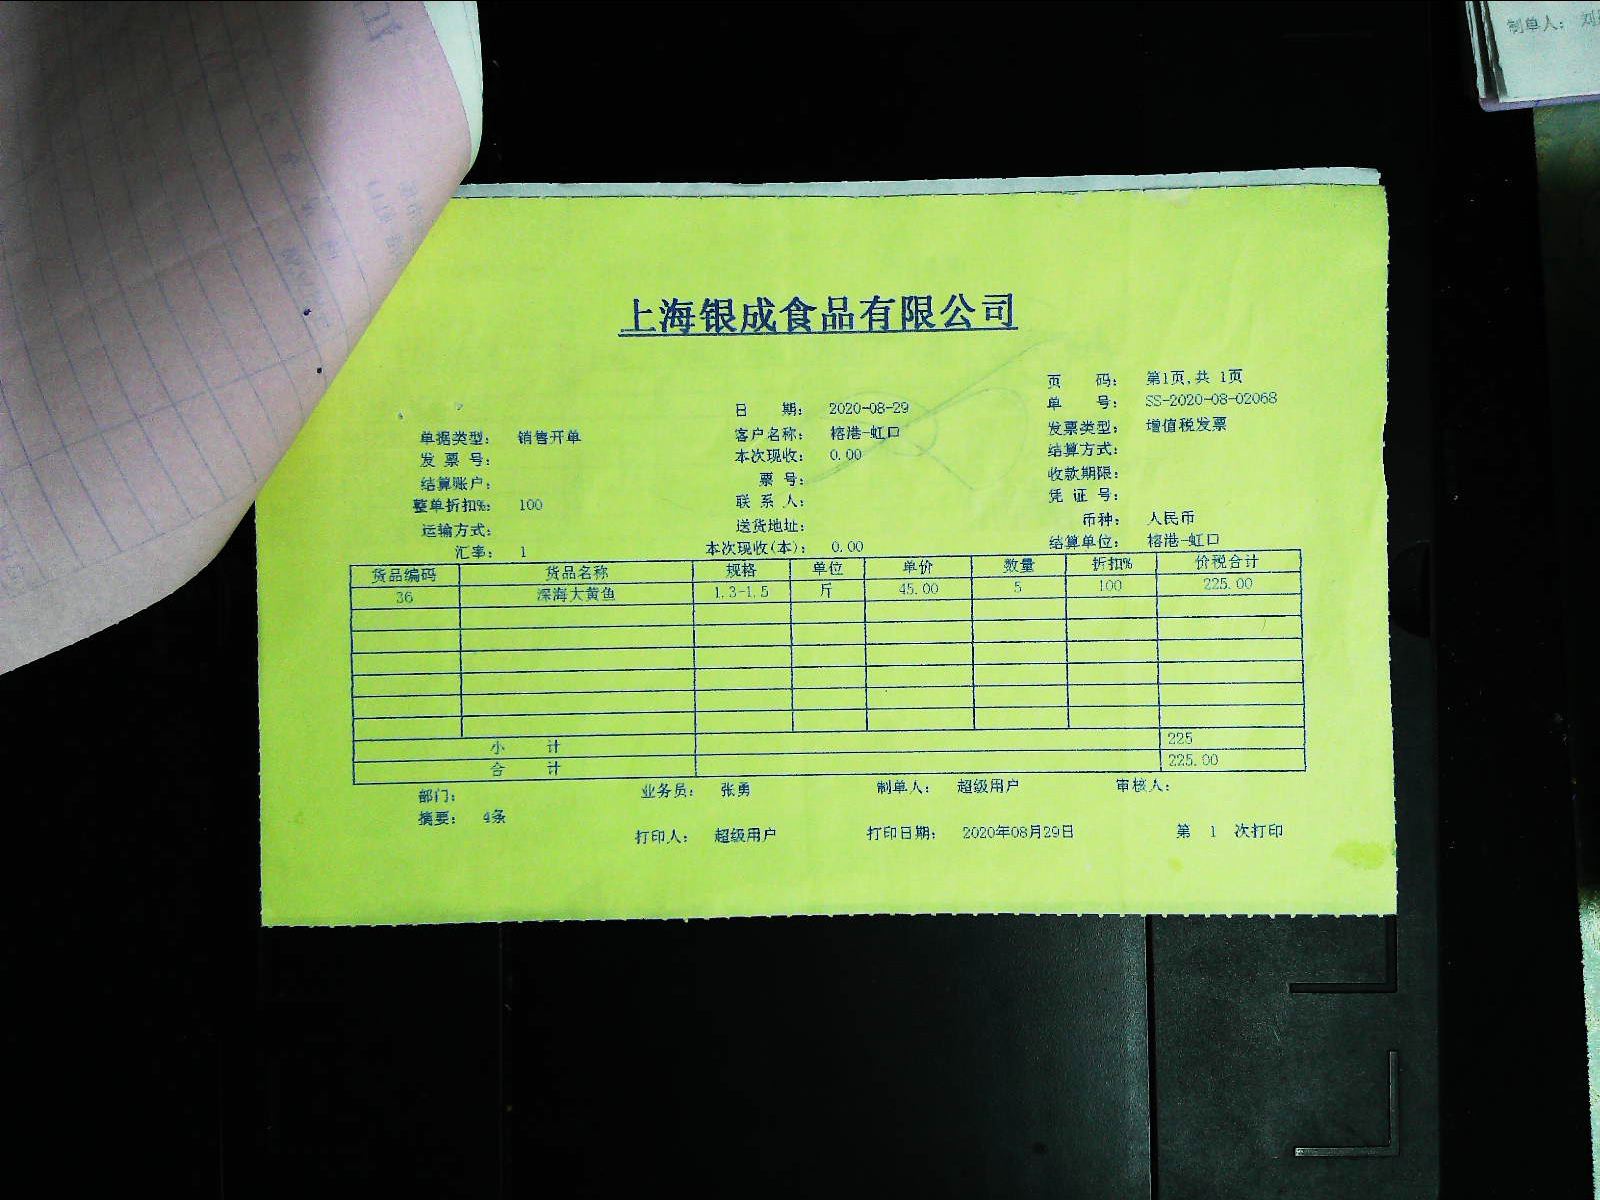 制单人：
上海银成食品有限公司
页 码： 第1页,共 1页
日 期： 2020-08-29 单 号： SS-2020-08-02068
单据类型： 销售开单 客户名称： 榕港-虹口 发票类型： 增值税发票
发 票 号： 本次现收： 0.00 结算方式：
结算账户： 票 号： 收款期限：
整单折扣%： 100 联 系 人： 凭 证 号：
运输方式： 送货地址： 币种： 人民币
汇率： 1 本次现收(本)： 0.00 结算单位： 榕港-虹口
货品编码 货品名称 规格 单位 单价 数量 折扣% 价税合计
36 深海大黄鱼 1.3-1.5 斤 45.00 5 100 225.00
小 计 225
合 计 225.00
部门： 业务员： 张勇 制单人： 超级用户 审核人：
摘要： 4条
打印人： 超级用户 打印日期： 2020年08月29日 第 1 次打印